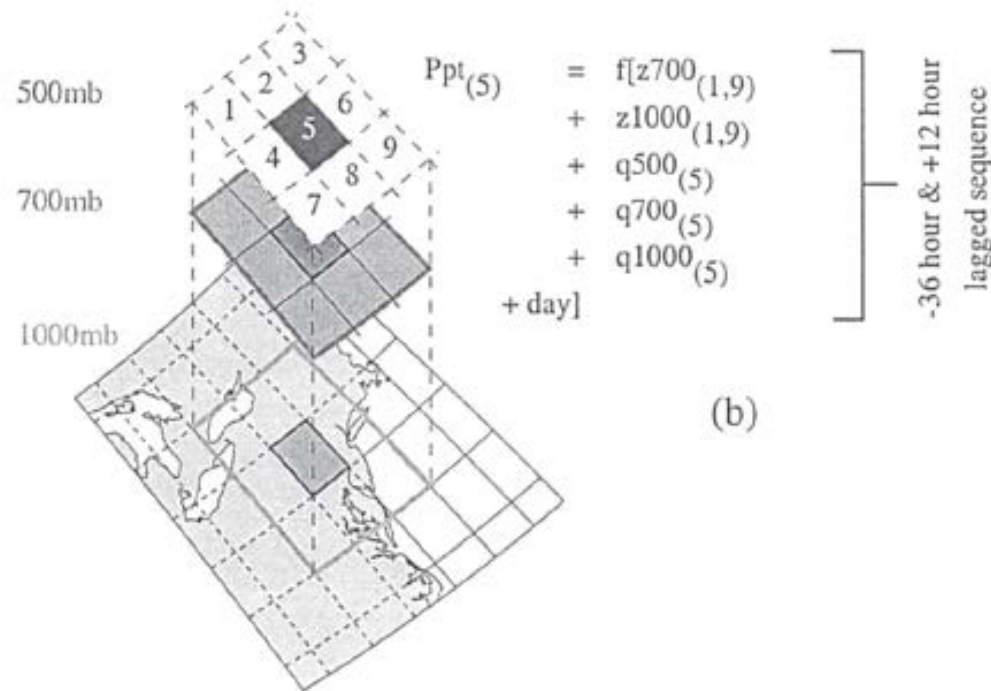 500mb
700mb
1000mb
1
2
3
4
5
6
7
8
9
Ppt(5) = f[z700(1,9)
+ z1000(1,9)
+ q500(5)
+ q700(5)
+ q1000(5)
+ day]
-36 hour & +12 hour
lagged sequence
(b)